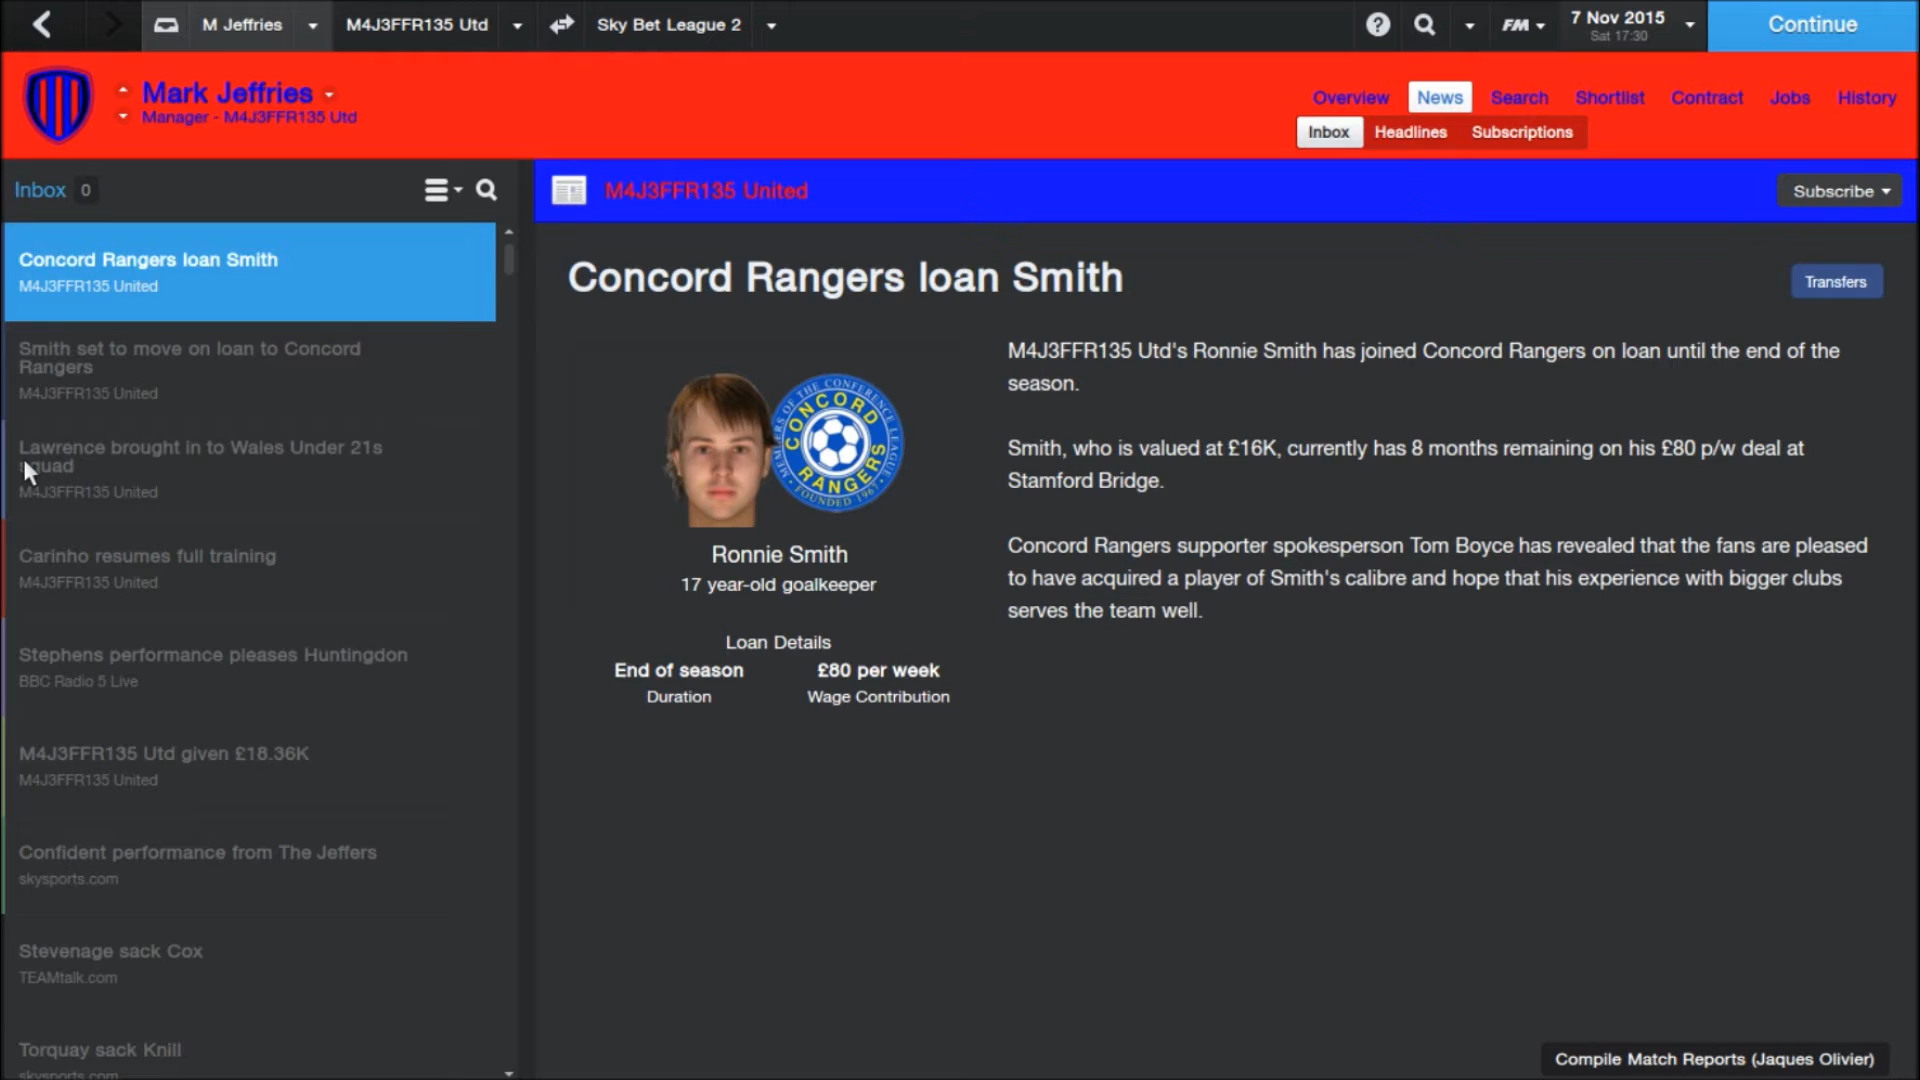 M Jeffries
M4J3FFR135 Utd
Sky Bet League 2
FM
7 Nov 2015
Sat 17:30
Continue
Mark Jeffries
Manager - M4J3FFR135 Utd
Overview
News
Search
Shortlist
Contract
Jobs
History
Inbox
Headlines
Subscriptions
Inbox 0
M4J3FFR135 United
Subscribe
Concord Rangers loan Smith
M4J3FFR135 United
Smith set to move on loan to Concord
Rangers
M4J3FFR135 United
Lawrence brought in to Wales Under 21s
squad
M4J3FFR135 United
Carinho resumes full training
M4J3FFR135 United
Stephens performance pleases Huntingdon
BBC Radio 5 Live
M4J3FFR135 Utd given £18.36K
M4J3FFR135 United
Confident performance from The Jeffers
skysports.com
Stevenage sack Cox
TEAMtalk.com
Torquay sack Knill
skysports.com
Concord Rangers loan Smith
Transfers
MEMBERS OF THE CONFERENCE LEAGUE
CONCORD
RANGERS
FOUNDED 1967
Ronnie Smith
17 year-old goalkeeper
Loan Details
End of season
£80 per week
Duration
Wage Contribution
M4J3FFR135 Utd's Ronnie Smith has joined Concord Rangers on loan until the end of the
season.
Smith, who is valued at £16K, currently has 8 months remaining on his £80 p/w deal at
Stamford Bridge.
Concord Rangers supporter spokesperson Tom Boyce has revealed that the fans are pleased
to have acquired a player of Smith's calibre and hope that his experience with bigger clubs
serves the team well.
Compile Match Reports (Jaques Olivier)